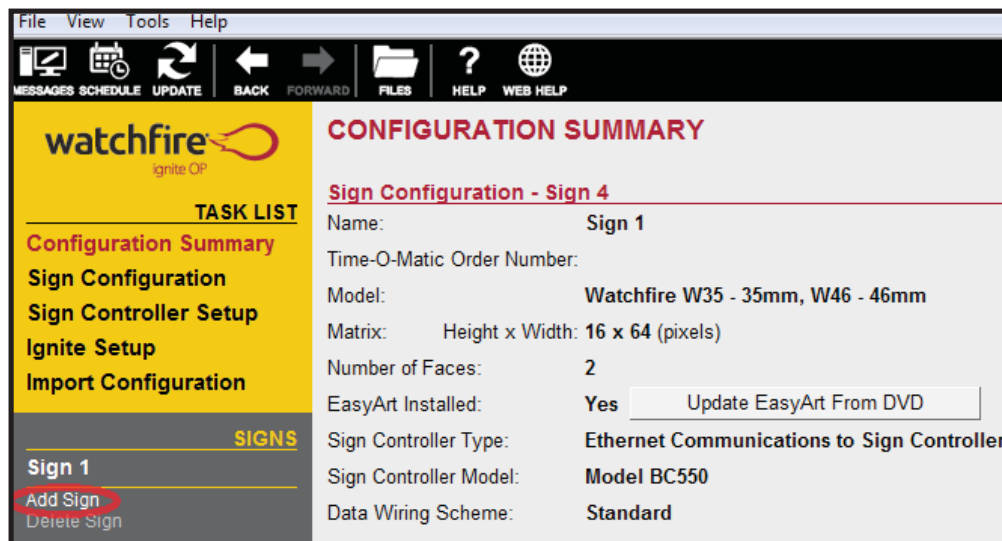 File View Tools Help
MESSAGES SCHEDULE UPDATE BACK FORWARD FILES HELP WEB HELP
watchfire
ignite OP
TASK LIST
Configuration Summary
Sign Configuration
Sign Controller Setup
Ignite Setup
Import Configuration
SIGNS
Sign 1
Add Sign
Delete Sign
CONFIGURATION SUMMARY
Sign Configuration - Sign 4
Name: Sign 1
Time-O-Matic Order Number:
Model: Watchfire W35 - 35mm, W46 - 46mm
Matrix: Height x Width: 16 x 64 (pixels)
Number of Faces: 2
EasyArt Installed: Yes Update EasyArt From DVD
Sign Controller Type: Ethernet Communications to Sign Controller
Sign Controller Model: Model BC550
Data Wiring Scheme: Standard